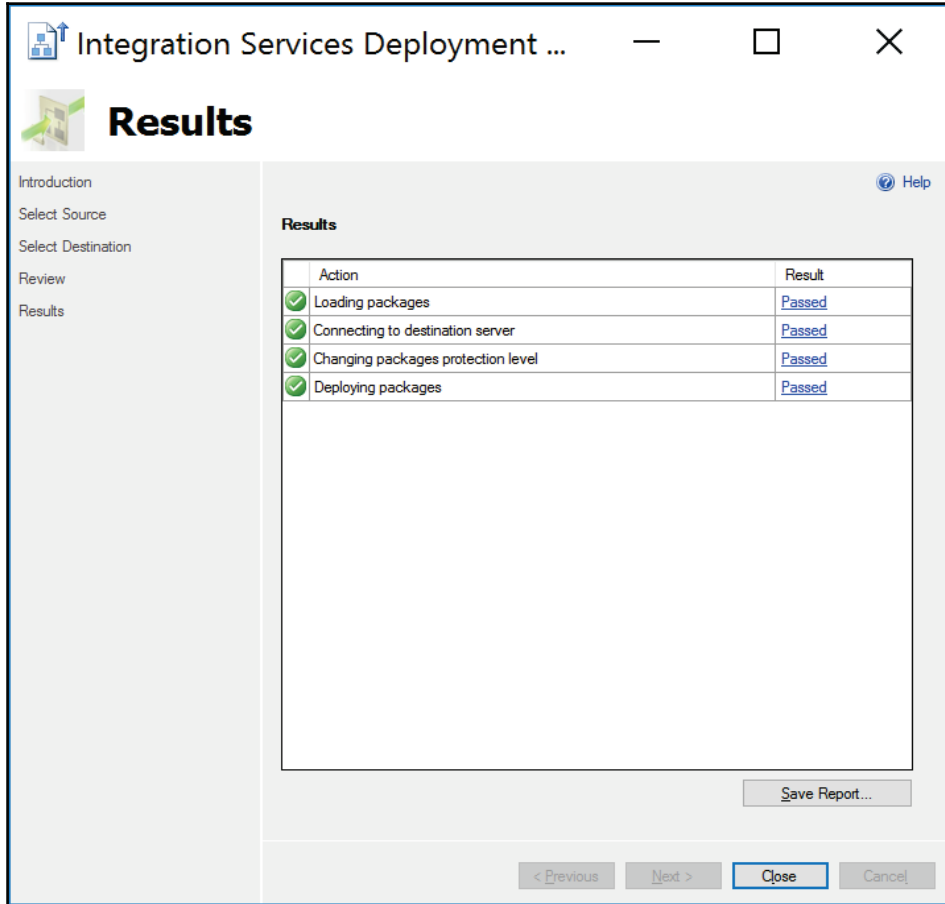 Integration Services Deployment ...
Results
Introduction
Select Source
Select Destination
Review
Results
Help
Results
Action Result
Loading packages Passed
Connecting to destination server Passed
Changing packages protection level Passed
Deploying packages Passed
Save Report...
< Previous Next > Close Cancel